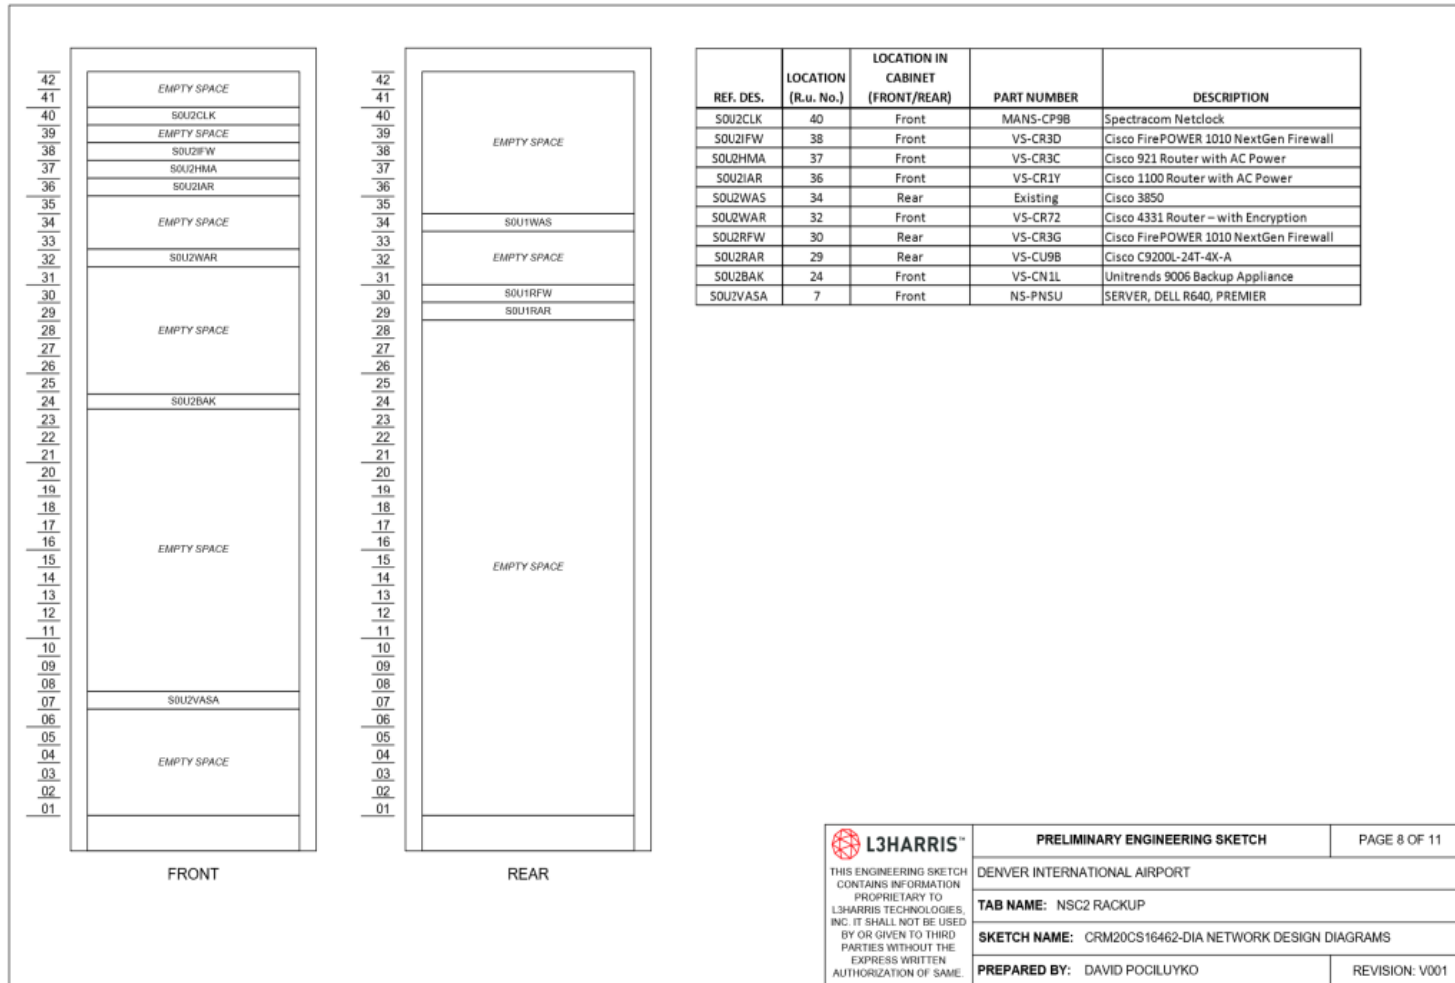 42
41
40
39
38
37
36
35
34
33
32
31
30
29
28
27
26
25
24
23
22
21
20
19
18
17
16
15
14
13
12
11
10
09
08
07
06
05
04
03
02
01
EMPTY SPACE
S0U2CLK
EMPTY SPACE
S0U2IFW
S0U2HMA
S0U2IAR
EMPTY SPACE
S0U2WAR
EMPTY SPACE
S0U2BAK
EMPTY SPACE
S0U2VASA
EMPTY SPACE
FRONT
42
41
40
39
38
37
36
35
34
33
32
31
30
29
28
27
26
25
24
23
22
21
20
19
18
17
16
15
14
13
12
11
10
09
08
07
06
05
04
03
02
01
EMPTY SPACE
S0U1WAS
EMPTY SPACE
S0U1RFW
S0U1RAR
EMPTY SPACE
REAR
REF. DES. LOCATION (R.u. No.) LOCATION IN CABINET (FRONT/REAR) PART NUMBER DESCRIPTION
S0U2CLK 40 Front MANS-CP9B Spectracom Netclock
S0U2IFW 38 Front VS-CR3D Cisco FirePOWER 1010 NextGen Firewall
S0U2HMA 37 Front VS-CR3C Cisco 921 Router with AC Power
S0U2IAR 36 Front VS-CR1Y Cisco 1100 Router with AC Power
S0U2WAS 34 Rear Existing Cisco 3850
S0U2WAR 32 Front VS-CR72 Cisco 4331 Router – with Encryption
S0U2RFW 30 Rear VS-CR3G Cisco FirePOWER 1010 NextGen Firewall
S0U2RAR 29 Rear VS-CU9B Cisco C9200L-24T-4X-A
S0U2BAK 24 Front VS-CN1L Unitrends 9006 Backup Appliance
S0U2VASA 7 Front NS-PNSU SERVER, DELL R640, PREMIER
L3HARRIS™
THIS ENGINEERING SKETCH
CONTAINS INFORMATION
PROPRIETARY TO
L3HARRIS TECHNOLOGIES,
INC. IT SHALL NOT BE USED
BY OR GIVEN TO THIRD
PARTIES WITHOUT THE
EXPRESS WRITTEN
AUTHORIZATION OF SAME.
PRELIMINARY ENGINEERING SKETCH
PAGE 8 OF 11
DENVER INTERNATIONAL AIRPORT
TAB NAME: NSC2 RACKUP
SKETCH NAME: CRM20CS16462-DIA NETWORK DESIGN DIAGRAMS
PREPARED BY: DAVID POCILUYKO
REVISION: V001